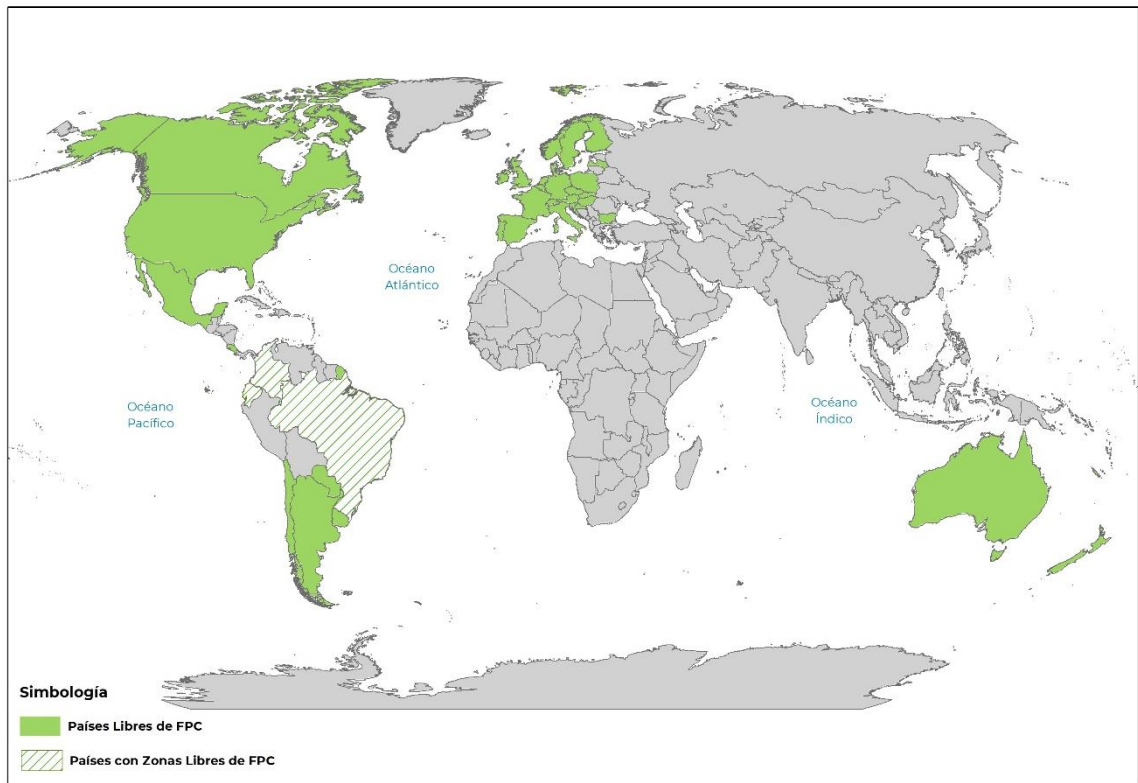 Océano
Atlántico
Océano
Pacífico
Océano
Índico
Simbología
Países Libres de FPC
Países con Zonas Libres de FPC